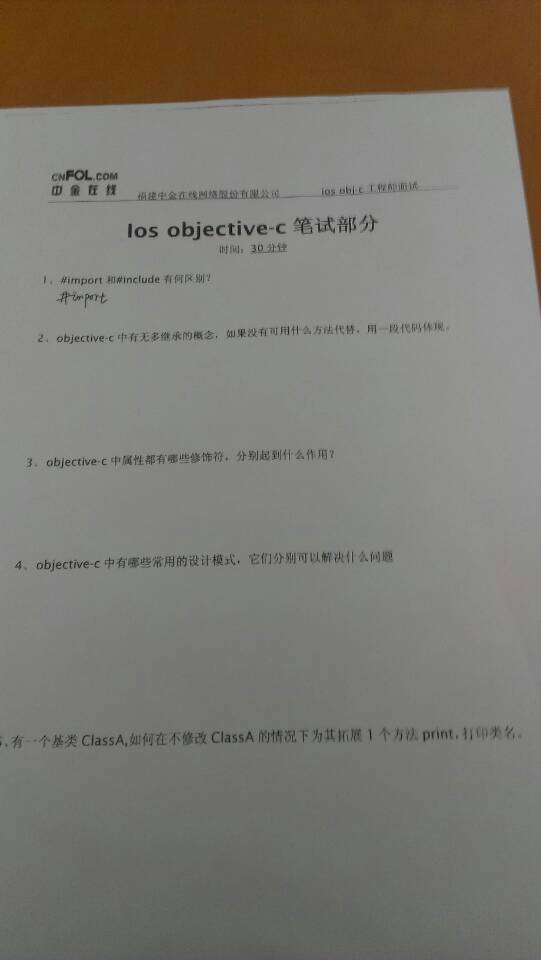 CNFOL.COM
中金在线 福建中金在线网络股份有限公司 ios obj-c 工程师面试
Ios objective-c 笔试部分
时间：30 分钟
1、#import 和#include 有何区别？
#import
2、objective-c 中有无多继承的概念，如果没有可用什么方法代替，用一段代码体现。
3、objective-c 中属性都有哪些修饰符，分别起到什么作用？
4、objective-c 中有哪些常用的设计模式，它们分别可以解决什么问题
5、有一个基类 ClassA,如何在不修改 ClassA 的情况下为其拓展 1 个方法 print，打印类名。